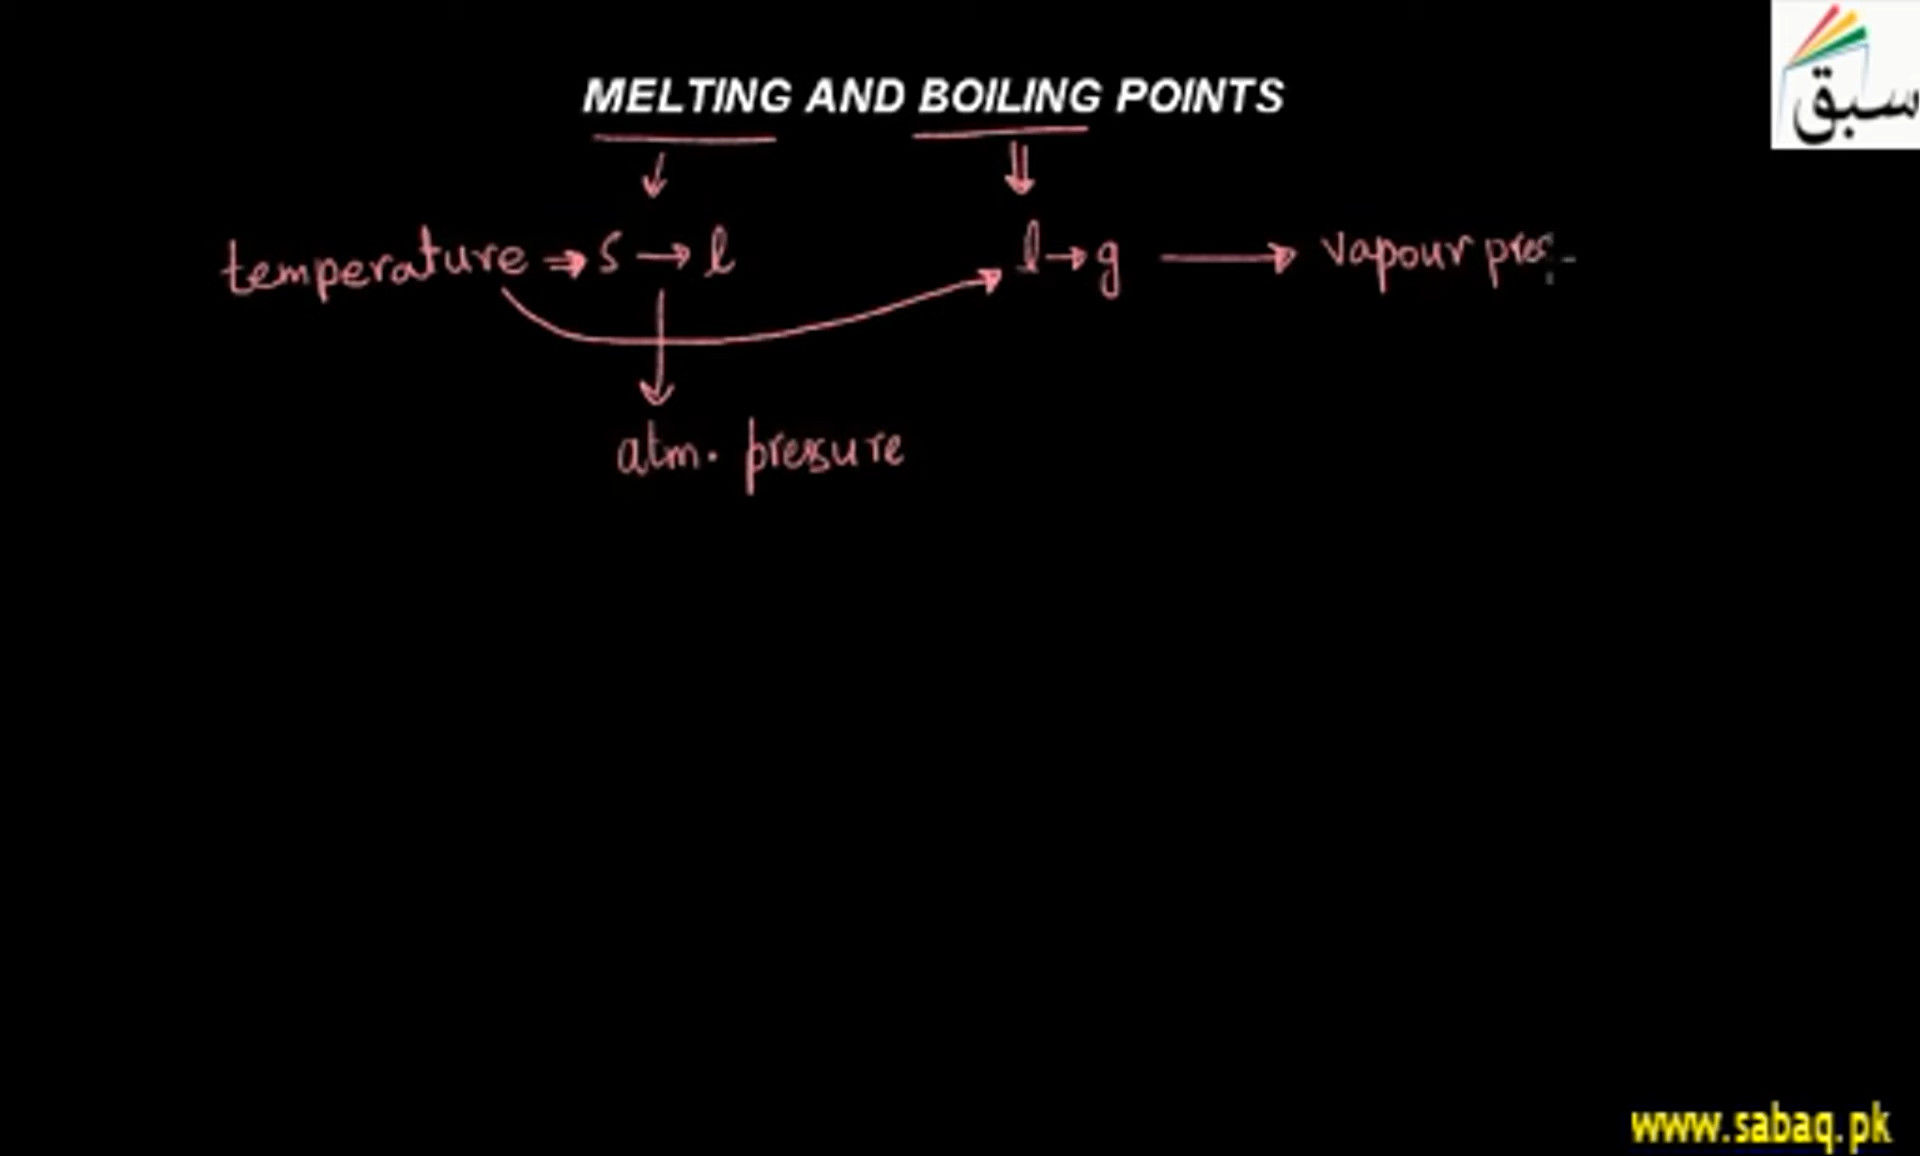 MELTING AND BOILING POINTS
سبق
temperature ⇒ s → l
l → g → vapour pres
atm. pressure
www.sabaq.pk